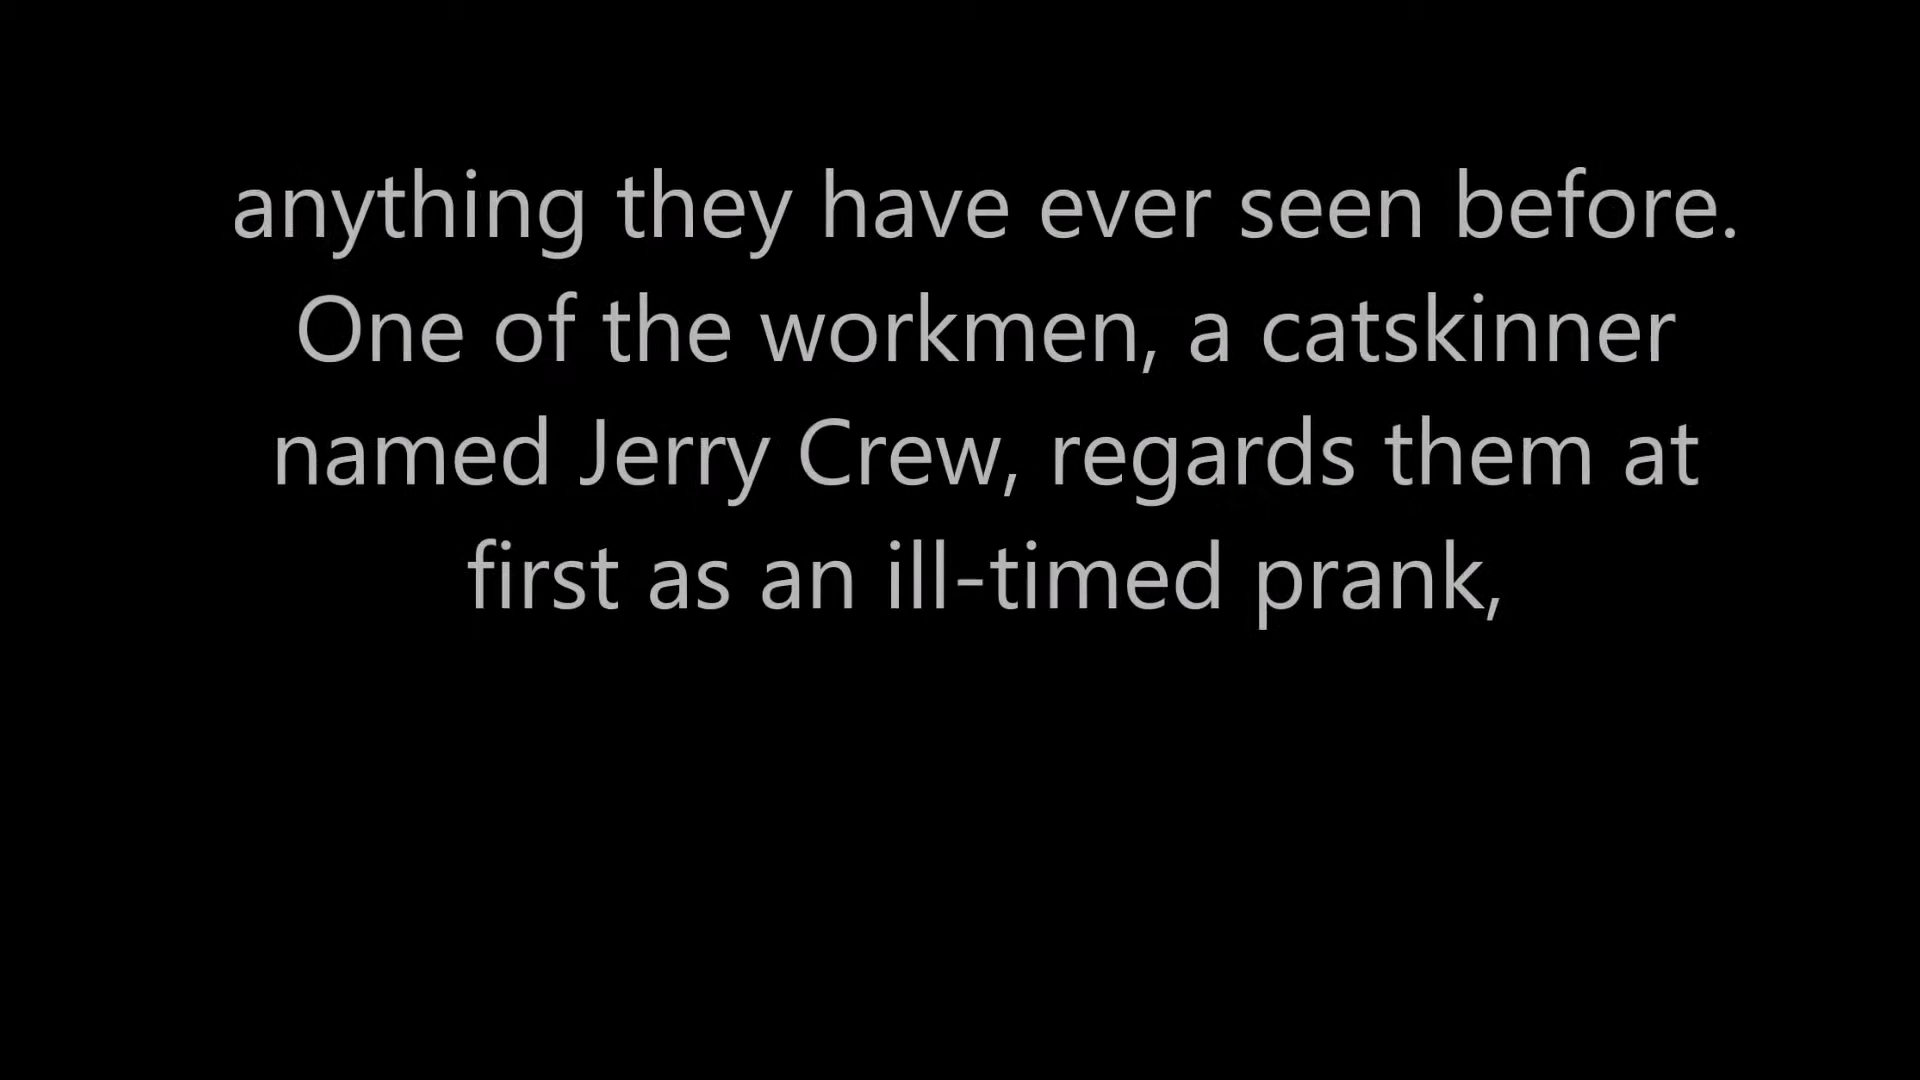 anything they have ever seen before.
One of the workmen, a catskinner
named Jerry Crew, regards them at
first as an ill-timed prank,